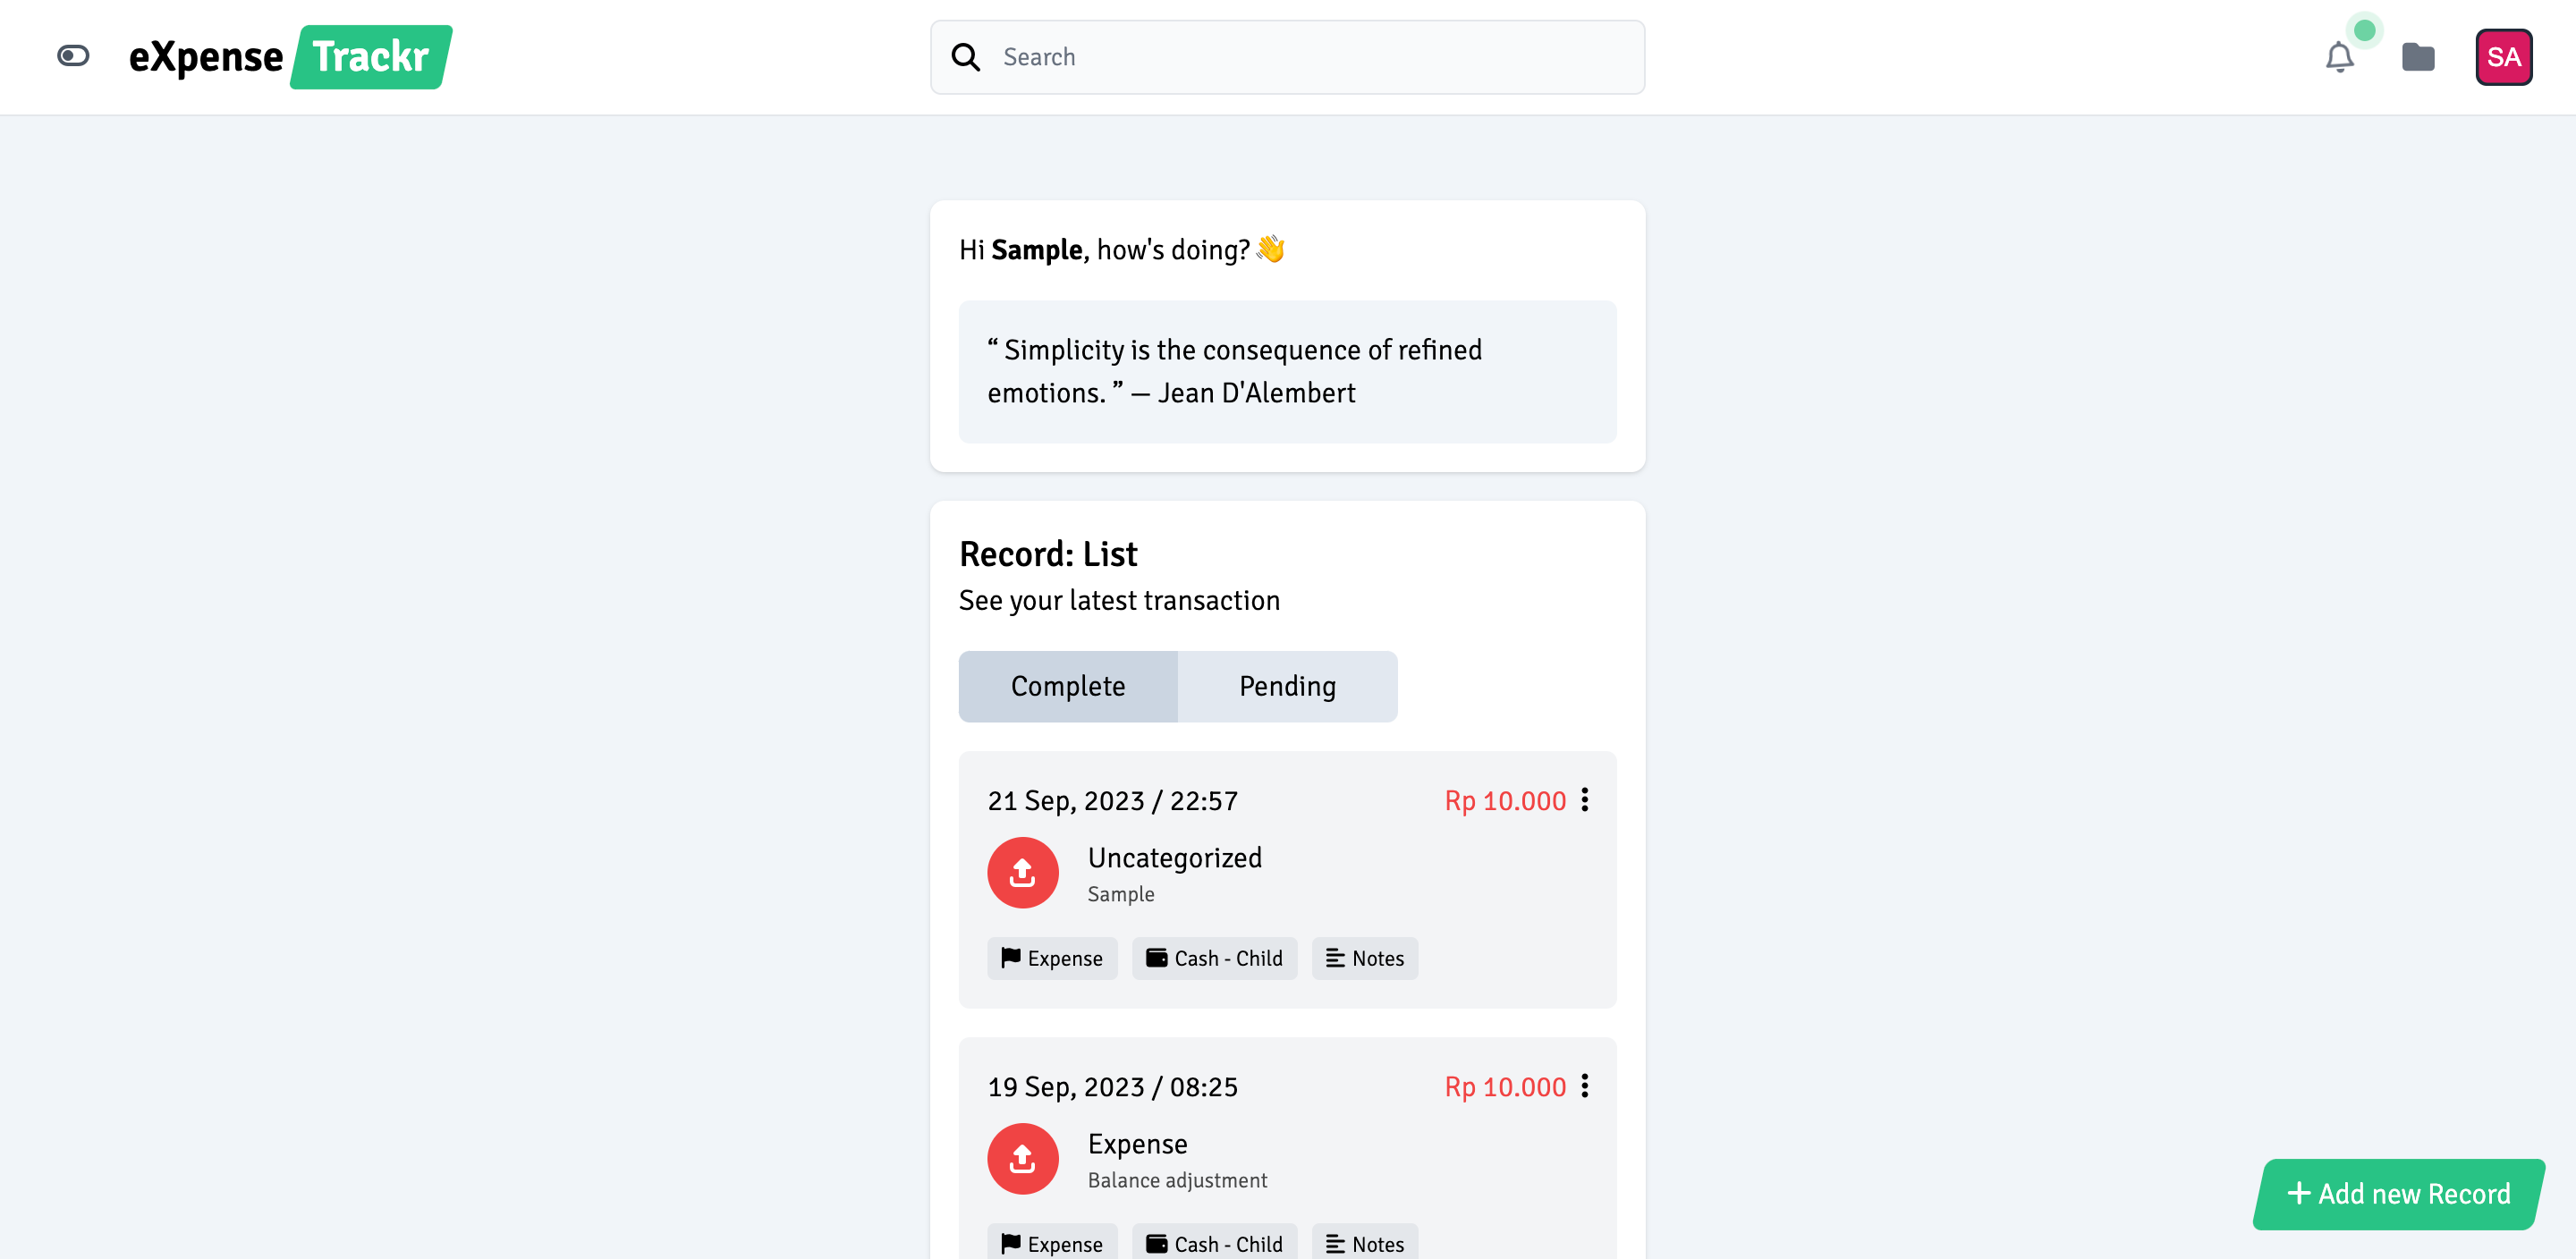 eXpense Trackr
Search
SA
Hi Sample, how's doing? 👋
“ Simplicity is the consequence of refined
emotions. ” — Jean D'Alembert
Record: List
See your latest transaction
Complete
Pending
21 Sep, 2023 / 22:57
Rp 10.000
Uncategorized
Sample
Expense
Cash - Child
Notes
19 Sep, 2023 / 08:25
Rp 10.000
Expense
Balance adjustment
Expense
Cash - Child
Notes
Add new Record